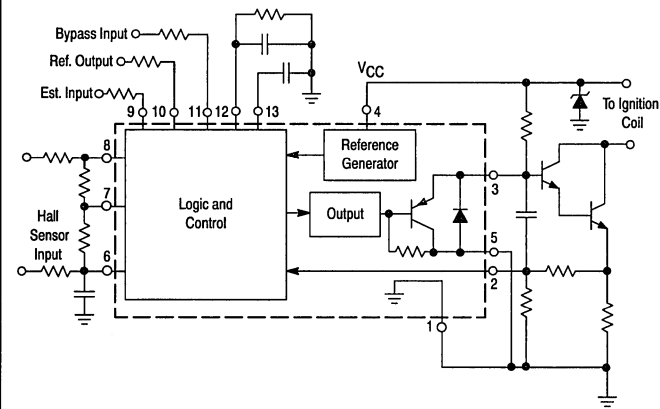 Bypass Input
Ref. Output
Est. Input
9
10
11
12
13
VCC
4
To Ignition
Coil
8
7
6
Hall
Sensor
Input
Logic and
Control
Reference
Generator
Output
3
5
2
1